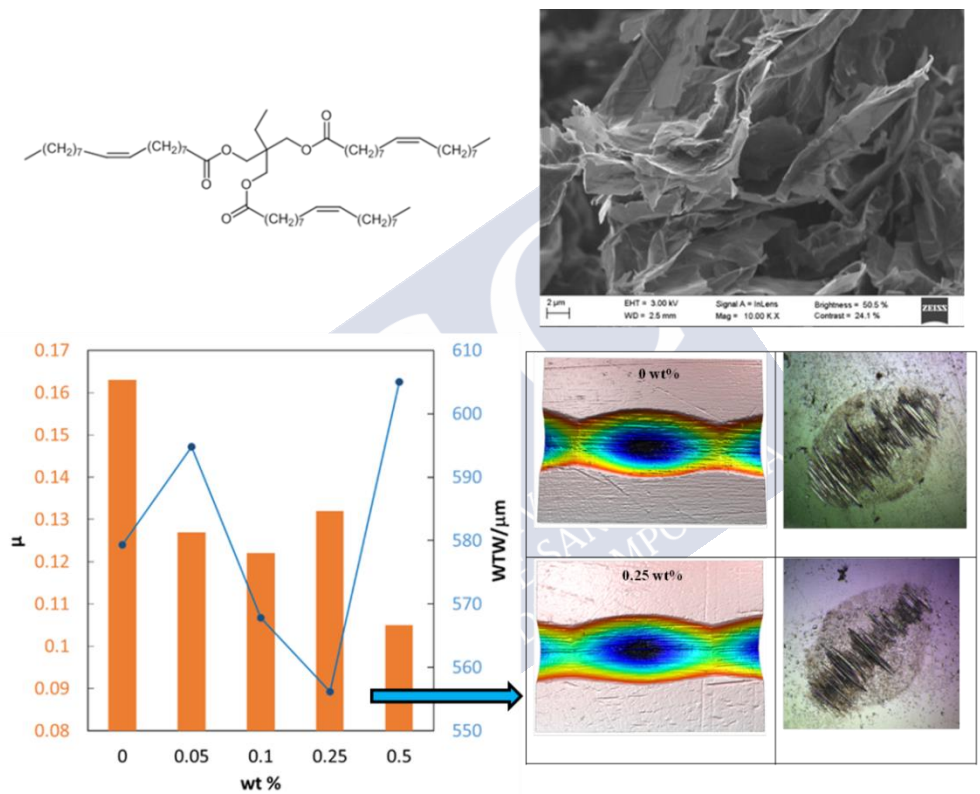 O
(CH2)7
(CH2)7
O
O
(CH2)7
(CH2)7
O
O
O
(CH2)7
(CH2)7
2 µm
EHT = 3.00 kV
Signal A = InLens
Brightness = 50.5 %
WD = 2.5 mm
Mag = 10.00 K X
Contrast = 24.1 %
ZEISS
0.17
0.16
0.15
0.14
0.13
0.12
0.11
0.1
0.09
0.08
µ
610
600
590
580
570
560
550
WTW/µm
0
0.05
0.1
0.25
0.5
wt %
0 wt%
0.25 wt%